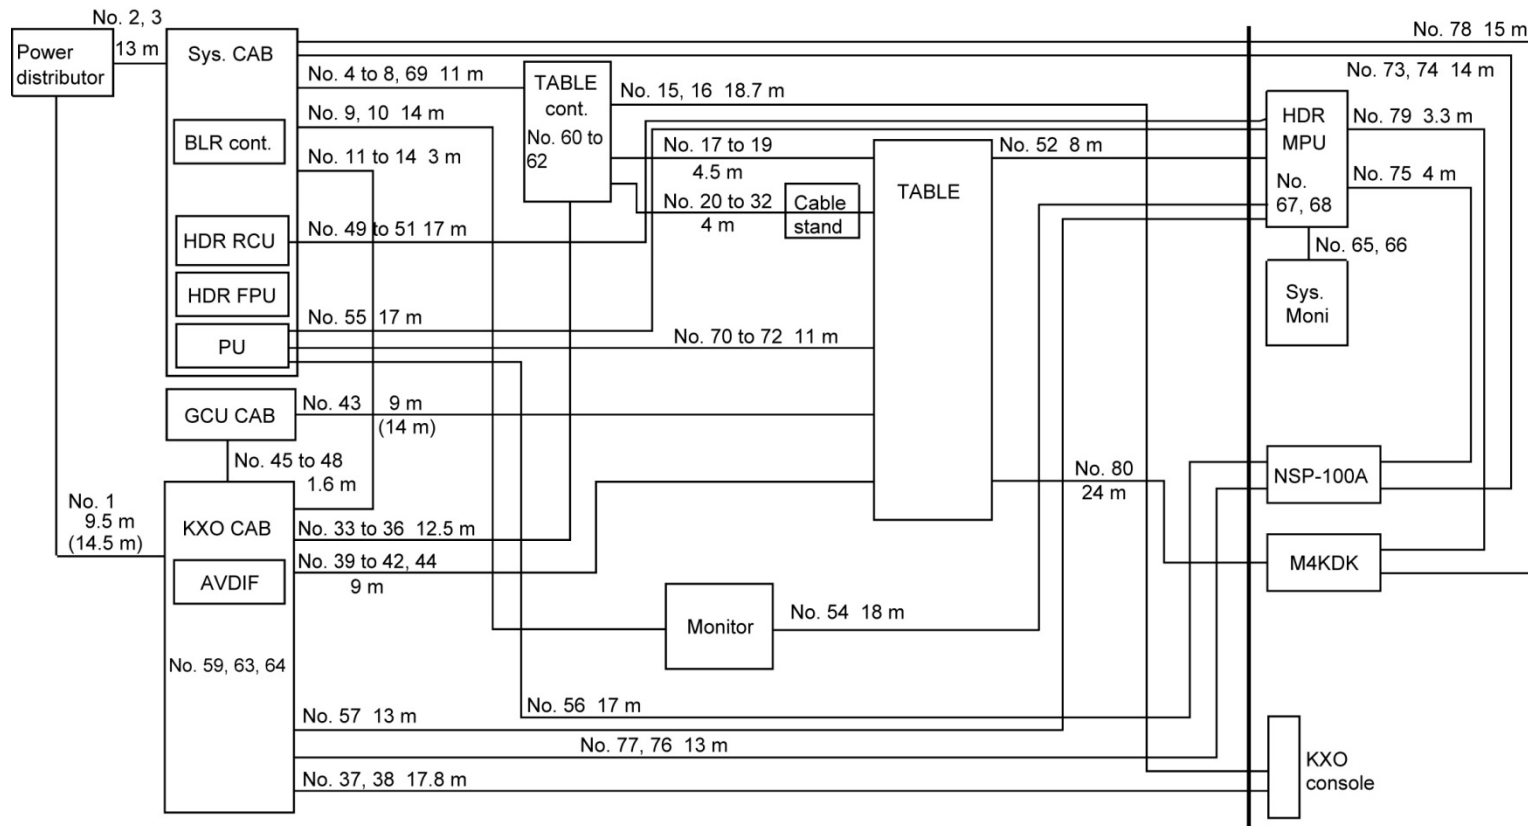 No. 2, 3
13 m
Power
distributor
Sys. CAB
No. 4 to 8, 69  11 m
No. 9, 10  14 m
BLR cont.
No. 11 to 14  3 m
HDR RCU
No. 49 to 51 17 m
HDR FPU
No. 55  17 m
PU
GCU CAB
No. 43  9 m
(14 m)
No. 45 to 48
1.6 m
No. 1
9.5 m
(14.5 m)
KXO CAB
No. 33 to 36  12.5 m
No. 39 to 42, 44
9 m
AVDIF
No. 59, 63, 64
No. 57  13 m
No. 37, 38  17.8 m
TABLE
cont.
No. 60 to
62
No. 15, 16  18.7 m
No. 17 to 19
4.5 m
No. 20 to 32
4 m
Cable
stand
TABLE
No. 52  8 m
No. 70 to 72  11 m
No. 80
24 m
Monitor
No. 54  18 m
No. 56  17 m
No. 77, 76  13 m
No. 78  15 m
No. 73, 74  14 m
HDR
MPU
No.
67, 68
No. 79  3.3 m
No. 75  4 m
No. 65, 66
Sys.
Moni
NSP-100A
M4KDK
KXO
console